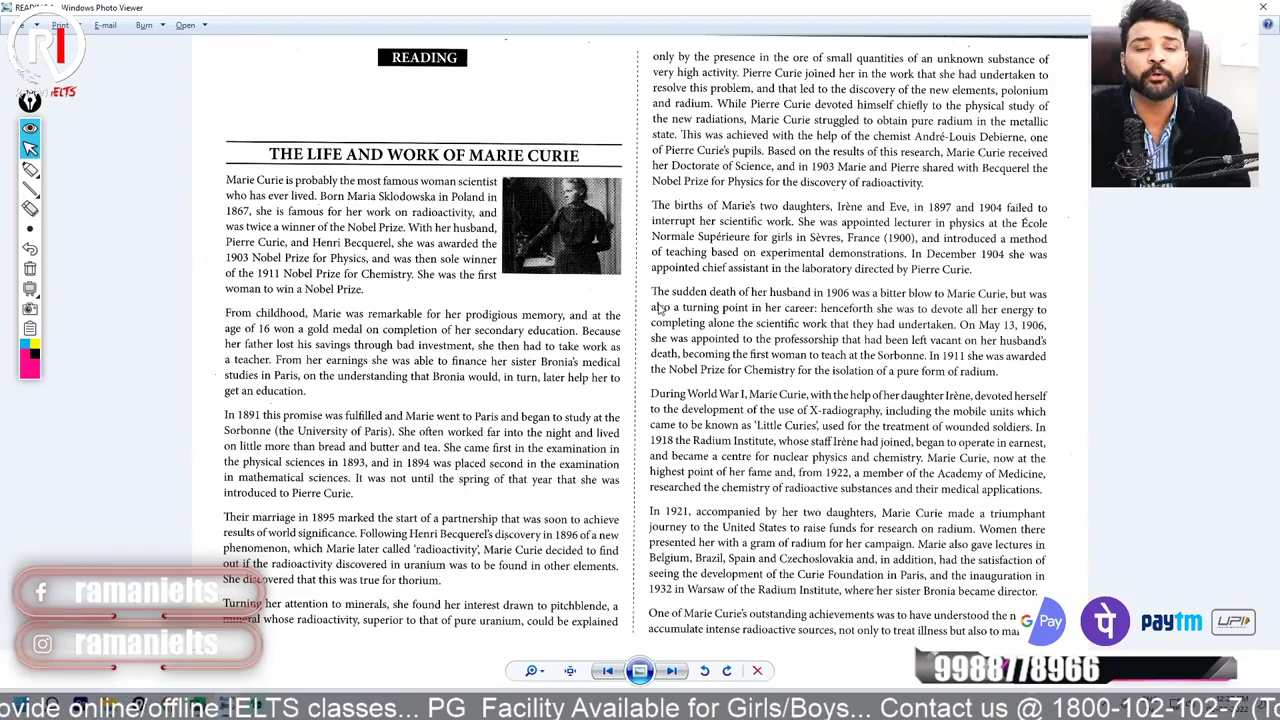 READING
Windows Photo Viewer
Print
E-mail
Burn
Open
RI
IELTS
READING
THE LIFE AND WORK OF MARIE CURIE
Marie Curie is probably the most famous woman scientist
who has ever lived. Born Maria Sklodowska in Poland in
1867, she is famous for her work on radioactivity, and
was twice a winner of the Nobel Prize. With her husband,
Pierre Curie, and Henri Becquerel, she was awarded the
1903 Nobel Prize for Physics, and was then sole winner
of the 1911 Nobel Prize for Chemistry. She was the first
woman to win a Nobel Prize.
From childhood, Marie was remarkable for her prodigious memory, and at the
age of 16 won a gold medal on completion of her secondary education. Because
her father lost his savings through bad investment, she then had to take work as
a teacher. From her earnings she was able to finance her sister Bronia's medical
studies in Paris, on the understanding that Bronia would, in turn, later help her to
get an education.
In 1891 this promise was fulfilled and Marie went to Paris and began to study at the
Sorbonne (the University of Paris). She often worked far into the night and lived
on little more than bread and butter and tea. She came first in the examination in
the physical sciences in 1893, and in 1894 was placed second in the examination
in mathematical sciences. It was not until the spring of that year that she was
introduced to Pierre Curie.
Their marriage in 1895 marked the start of a partnership that was soon to achieve
results of world significance. Following Henri Becquerel's discovery in 1896 of a new
phenomenon, which Marie later called 'radioactivity', Marie Curie decided to find
out if the radioactivity discovered in uranium was to be found in other elements.
She discovered that this was true for thorium.
Turning her attention to minerals, she found her interest drawn to pitchblende, a
mineral whose radioactivity, superior to that of pure uranium, could be explained
only by the presence in the ore of small quantities of an unknown substance of
very high activity. Pierre Curie joined her in the work that she had undertaken to
resolve this problem, and that led to the discovery of the new elements, polonium
and radium. While Pierre Curie devoted himself chiefly to the physical study of
the new radiations, Marie Curie struggled to obtain pure radium in the metallic
state. This was achieved with the help of the chemist André-Louis Debierne, one
of Pierre Curie's pupils. Based on the results of this research, Marie Curie received
her Doctorate of Science, and in 1903 Marie and Pierre shared with Becquerel the
Nobel Prize for Physics for the discovery of radioactivity.
The births of Marie's two daughters, Irène and Eve, in 1897 and 1904 failed to
interrupt her scientific work. She was appointed lecturer in physics at the École
Normale Supérieure for girls in Sèvres, France (1900), and introduced a method
of teaching based on experimental demonstrations. In December 1904 she was
appointed chief assistant in the laboratory directed by Pierre Curie.
The sudden death of her husband in 1906 was a bitter blow to Marie Curie, but was
also a turning point in her career: henceforth she was to devote all her energy to
completing alone the scientific work that they had undertaken. On May 13, 1906,
she was appointed to the professorship that had been left vacant on her husband's
death, becoming the first woman to teach at the Sorbonne. In 1911 she was awarded
the Nobel Prize for Chemistry for the isolation of a pure form of radium.
During World War I, Marie Curie, with the help of her daughter Irène, devoted herself
to the development of the use of X-radiography, including the mobile units which
came to be known as 'Little Curies', used for the treatment of wounded soldiers. In
1918 the Radium Institute, whose staff Irène had joined, began to operate in earnest,
and became a centre for nuclear physics and chemistry. Marie Curie, now at the
highest point of her fame and, from 1922, a member of the Academy of Medicine,
researched the chemistry of radioactive substances and their medical applications.
In 1921, accompanied by her two daughters, Marie Curie made a triumphant
journey to the United States to raise funds for research on radium. Women there
presented her with a gram of radium for her campaign. Marie also gave lectures in
Belgium, Brazil, Spain and Czechoslovakia and, in addition, had the satisfaction of
seeing the development of the Curie Foundation in Paris, and the inauguration in
1932 in Warsaw of the Radium Institute, where her sister Bronia became director.
One of Marie Curie's outstanding achievements was to have understood the
accumulate intense radioactive sources, not only to treat illness but also to
ramanielts
ramanielts
G Pay
पे
paytm
UPI
9988778966
ovide online/offline IELTS classes... PG Facility Available for Girls/Boys... Contact us @ 1800-102-102-7